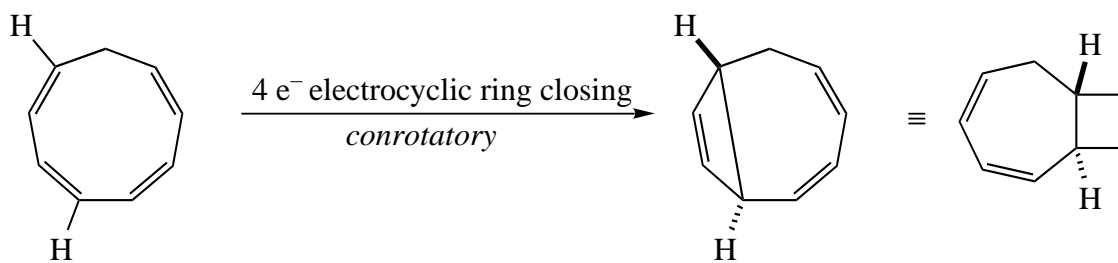 H
H
4 e⁻ electrocyclic ring closing
conrotatory
H
H
≡
H
H